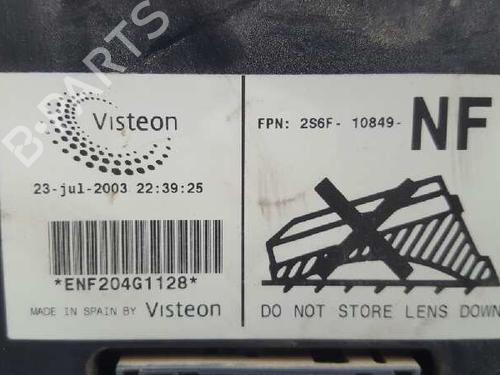 Visteon
23-jul-2003 22:39:25
*ENF204G1128*
MADE IN SPAIN BY Visteon
FPN: 2S6F- 10849- NF
DO NOT STORE LENS DOWN
B-PARTS